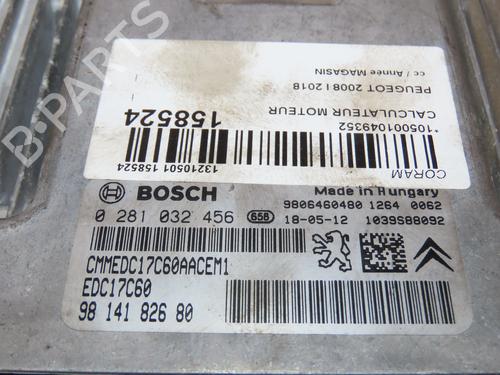 CORAM
*105001049352
CALCULATEUR MOTEUR
PEUGEOT 2008 I 2018
cc / Année MAGASIN
158524
13210501 158524
BOSCH
Made in Hungary
0 281 032 456 658
9806460480 1264 0062
18-05-12 1039S88092
CMMEDC17C60AACEM1
EDC17C60
98 141 826 80
B-PARTS